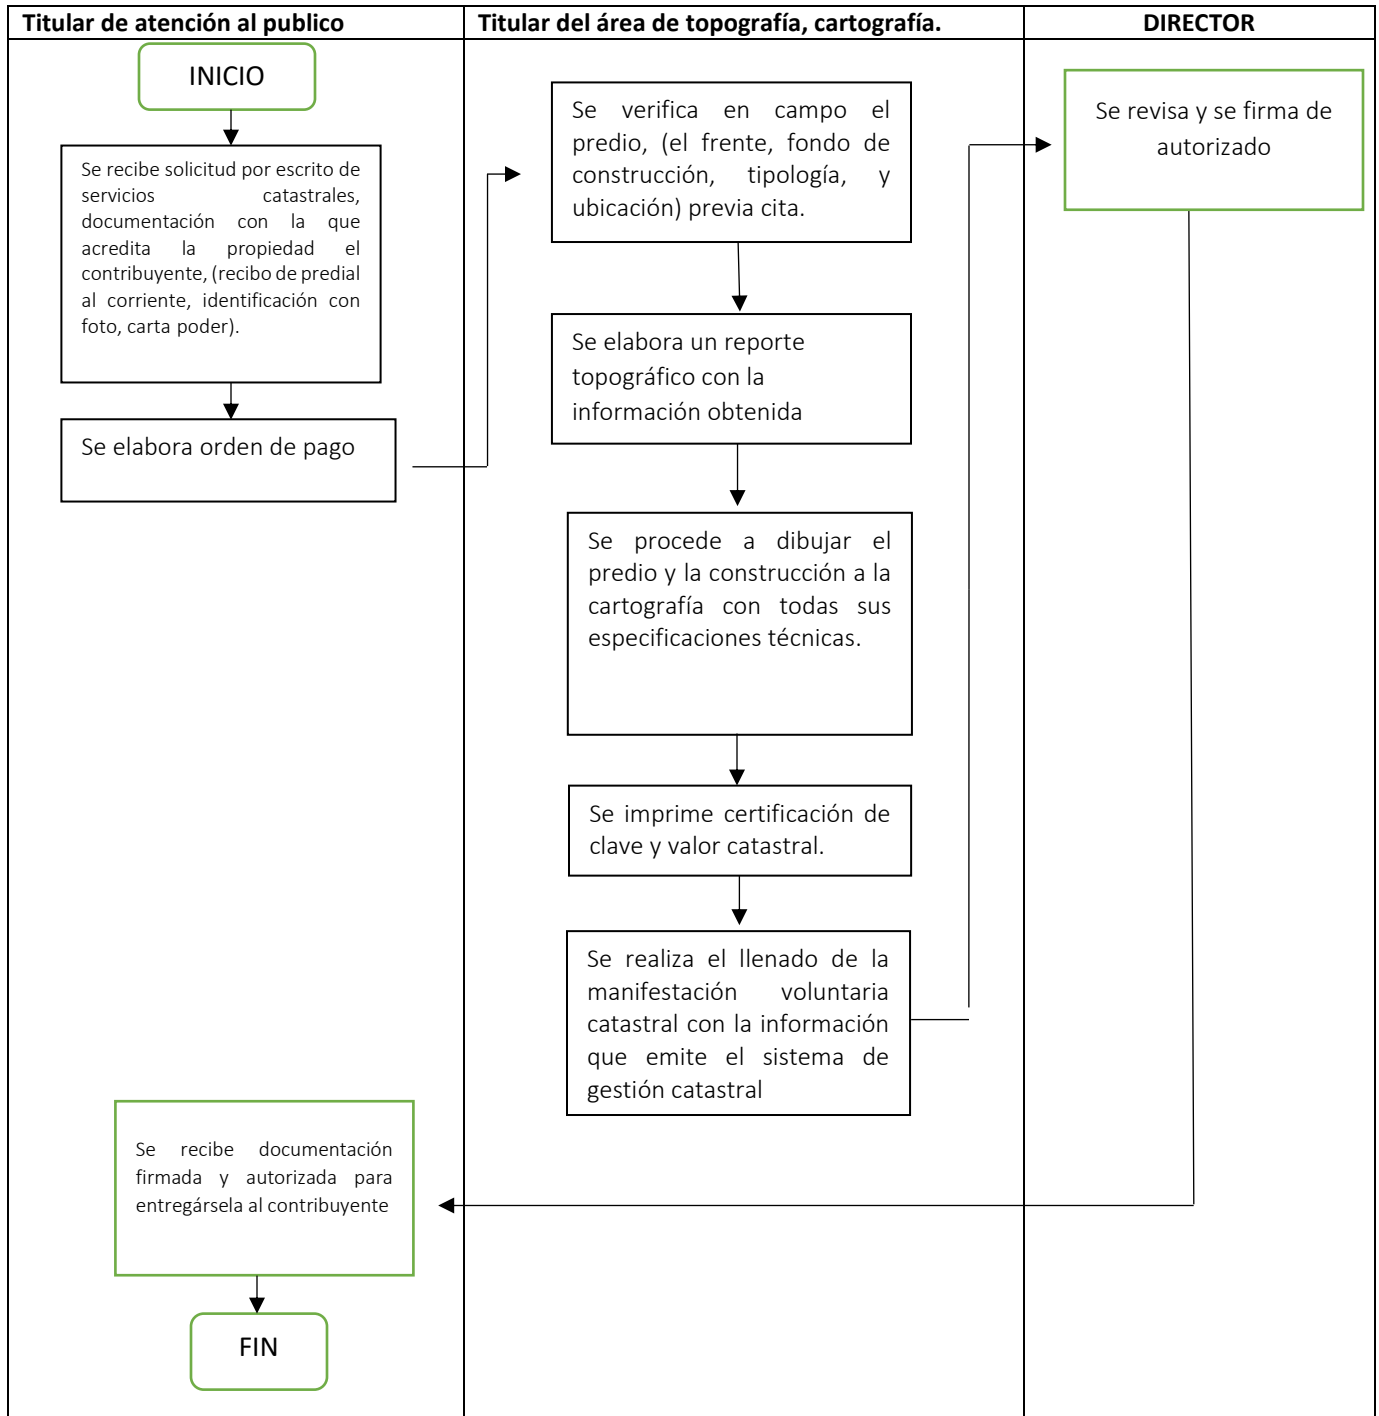 Titular de atención al publico
Titular del área de topografía, cartografía.
DIRECTOR
INICIO
Se recibe solicitud por escrito de
servicios catastrales,
documentación con la que
acredita la propiedad el
contribuyente, (recibo de predial
al corriente, identificación con
foto, carta poder).
Se elabora orden de pago
Se verifica en campo el
predio, (el frente, fondo de
construcción, tipología, y
ubicación) previa cita.
Se elabora un reporte
topográfico con la
información obtenida
Se procede a dibujar el
predio y la construcción a la
cartografía con todas sus
especificaciones técnicas.
Se imprime certificación de
clave y valor catastral.
Se realiza el llenado de la
manifestación voluntaria
catastral con la información
que emite el sistema de
gestión catastral
Se revisa y se firma de
autorizado
Se recibe documentación
firmada y autorizada para
entregársela al contribuyente
FIN